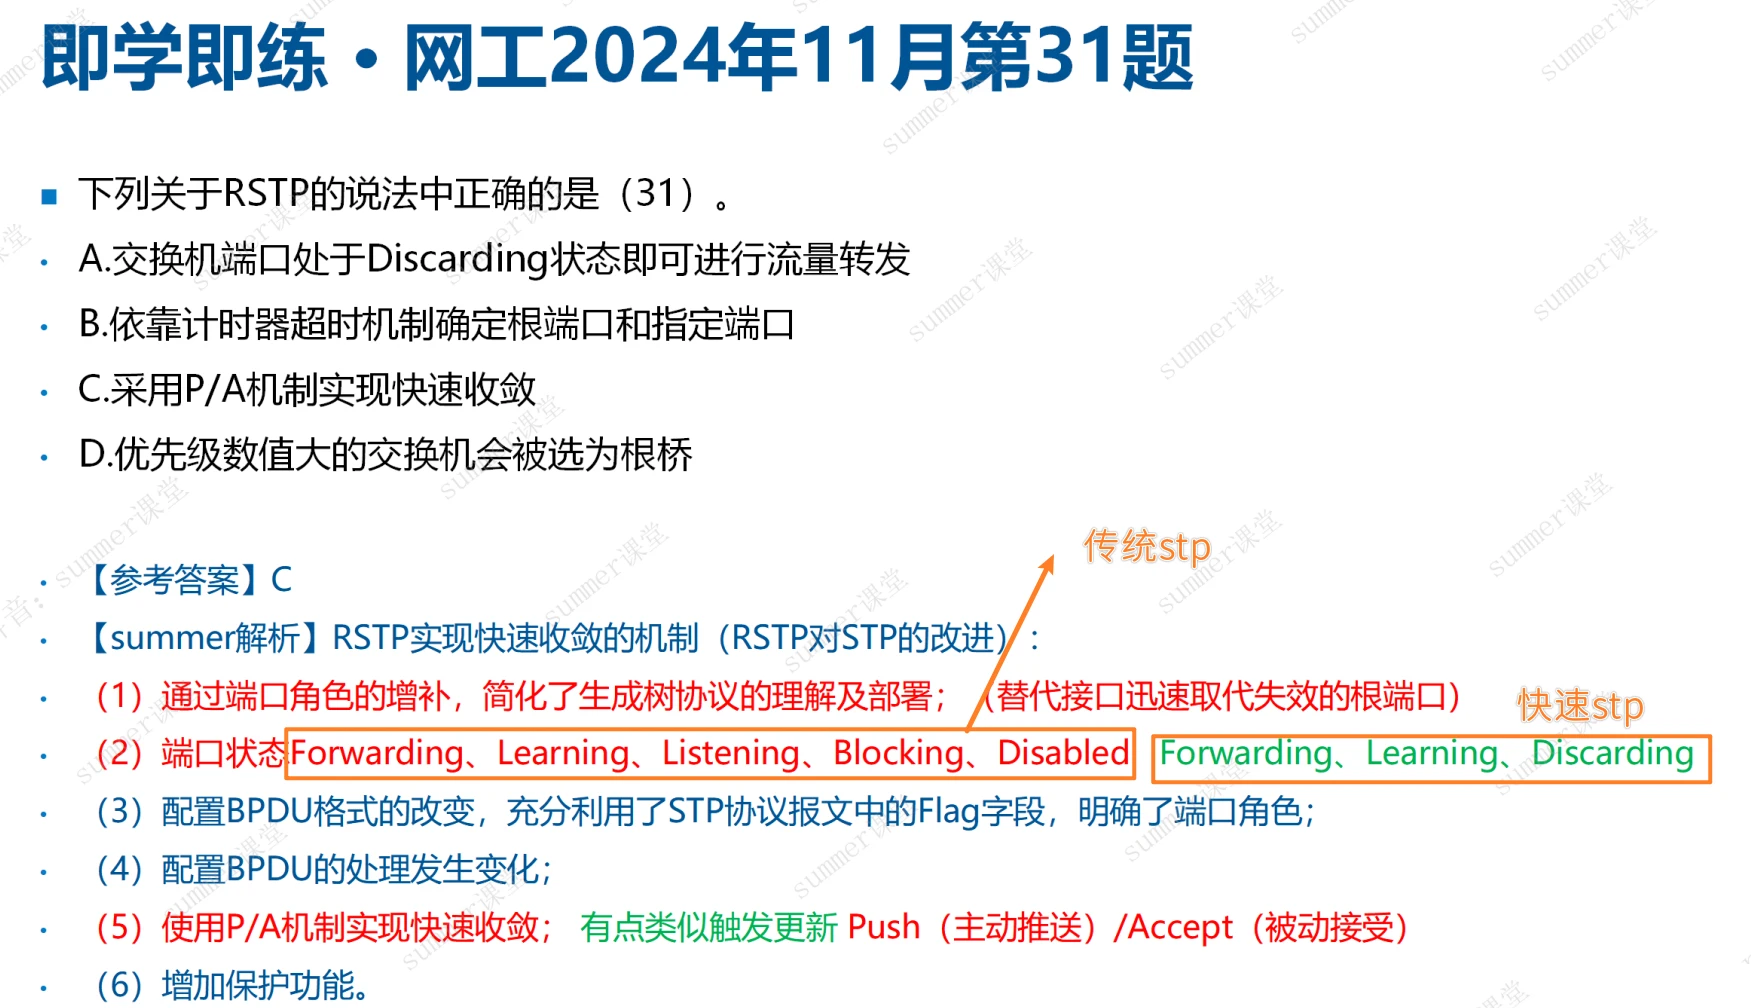 即学即练·网工2024年11月第31题
下列关于RSTP的说法中正确的是（31）。
A.交换机端口处于Discarding状态即可进行流量转发
B.依靠计时器超时机制确定根端口和指定端口
C.采用P/A机制实现快速收敛
D.优先级数值大的交换机会被选为根桥
传统stp
【参考答案】C
【summer解析】RSTP实现快速收敛的机制（RSTP对STP的改进）：
（1）通过端口角色的增补，简化了生成树协议的理解及部署；（替代接口迅速取代失效的根端口）
快速stp
（2）端口状态Forwarding、Learning、Listening、Blocking、Disabled Forwarding、Learning、Discarding
（3）配置BPDU格式的改变，充分利用了STP协议报文中的Flag字段，明确了端口角色；
（4）配置BPDU的处理发生变化；
（5）使用P/A机制实现快速收敛； 有点类似触发更新 Push（主动推送）/Accept（被动接受）
（6）增加保护功能。
summer课堂